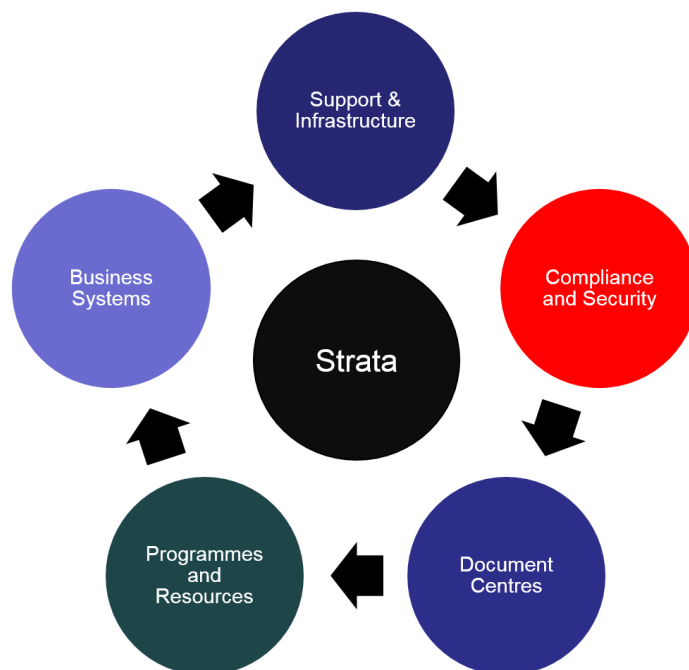 Support &
Infrastructure
Compliance
and Security
Document
Centres
Programmes
and
Resources
Business
Systems
Strata